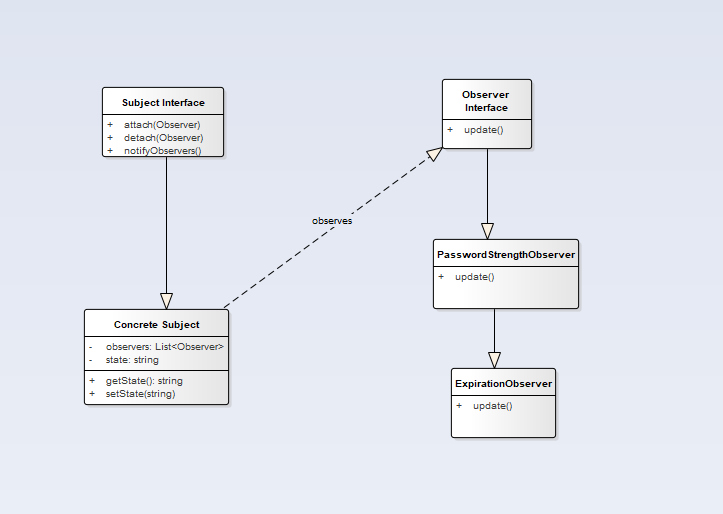 Subject Interface
+ attach(Observer)
+ detach(Observer)
+ notifyObservers()
Observer
Interface
+ update()
observes
PasswordStrengthObserver
+ update()
Concrete Subject
- observers: List<Observer>
- state: string
+ getState(): string
+ setState(string)
ExpirationObserver
+ update()